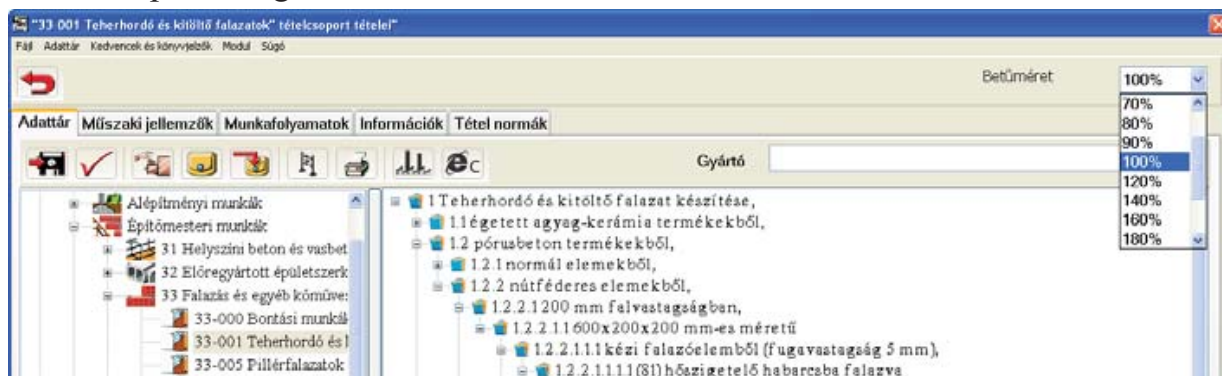 "33 001 Teherhordó és kitöltő falazatok" tételcsoport tételei"
Fájl Adattár Kedvencek és könyvjelzők Modul Súgó
Betűméret 100%
70%
80%
90%
100%
120%
140%
160%
180%
Adattár Műszaki jellemzők Munkafolyamatok Információk Tétel normák
Gyártó
Alépítményi munkák
Építőmesteri munkák
31 Helyszíni beton és vasbet
32 Előregyártott épületszerk
33 Falazás és egyéb kőműve:
33-000 Bontási munkál
33-001 Teherhordó és l
33-005 Pillérfalazatok
1 Teherhordó és kitöltő falazat készítése,
1.1 égetett agyag-kerámia termékekből,
1.2 pórusbeton termékekből,
1.2.1 normál elemekből,
1.2.2 nútféderes elemekből,
1.2.2.1 200 mm falvastagságban,
1.2.2.1.1 600x200x200 mm-es méretű
1.2.2.1.1.1 kézi falazóelemből (fugavastagság 5 mm),
1.2.2.1.1.1.1 (81) hőszigetelő habarcsba falazva